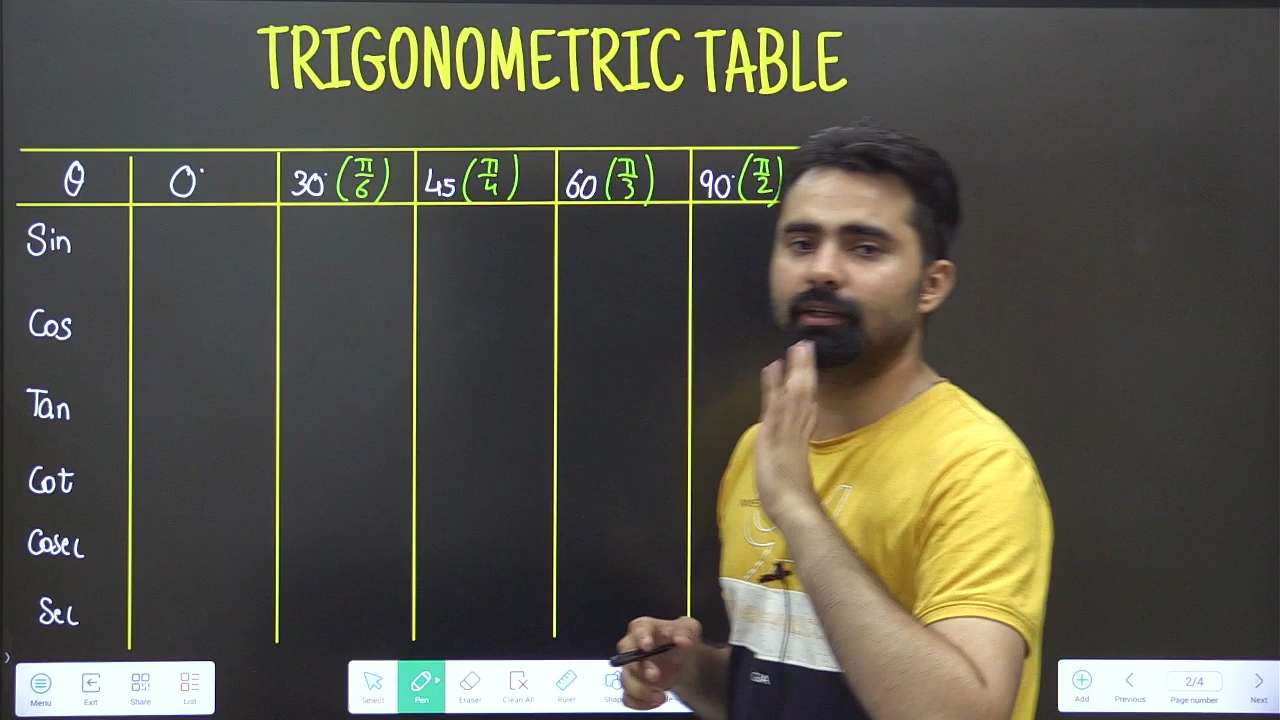 TRIGONOMETRIC TABLE
θ 0° 30° (π/6) 45 (π/4) 60 (π/3) 90° (π/2)
Sin
Cos
Tan
Cot
Cosec
Sec
Menu Exit Share List Select Pen Eraser Clean All Ruler Add Previous 2/4 Page number Next